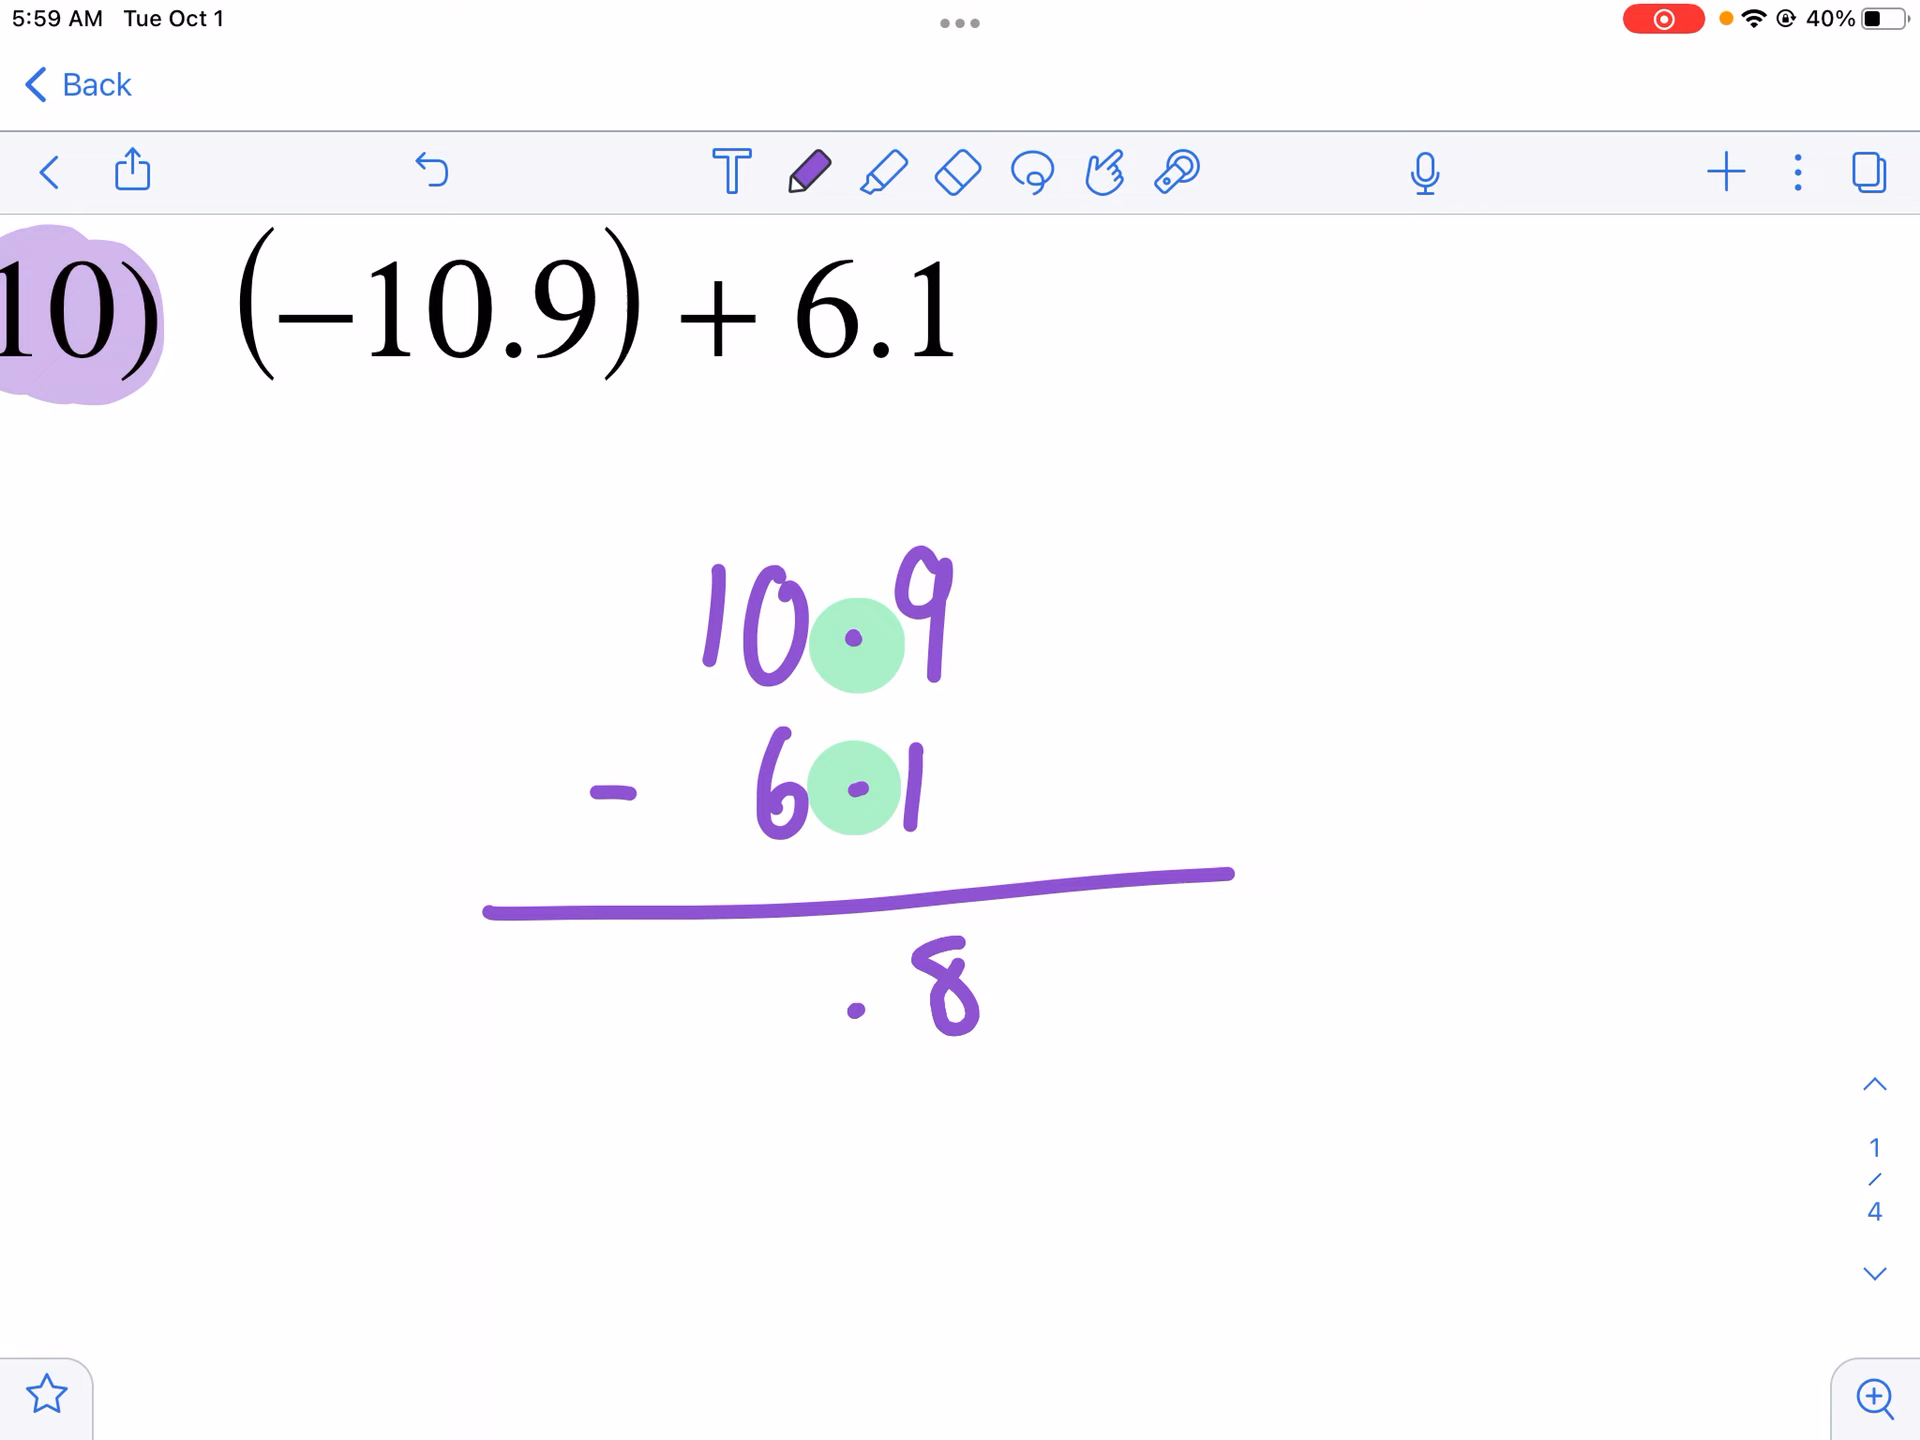 5:59 AM Tue Oct 1
40%
Back
T
10) (−10.9) + 6.1
10.9
- 6.1
.8
1
/
4